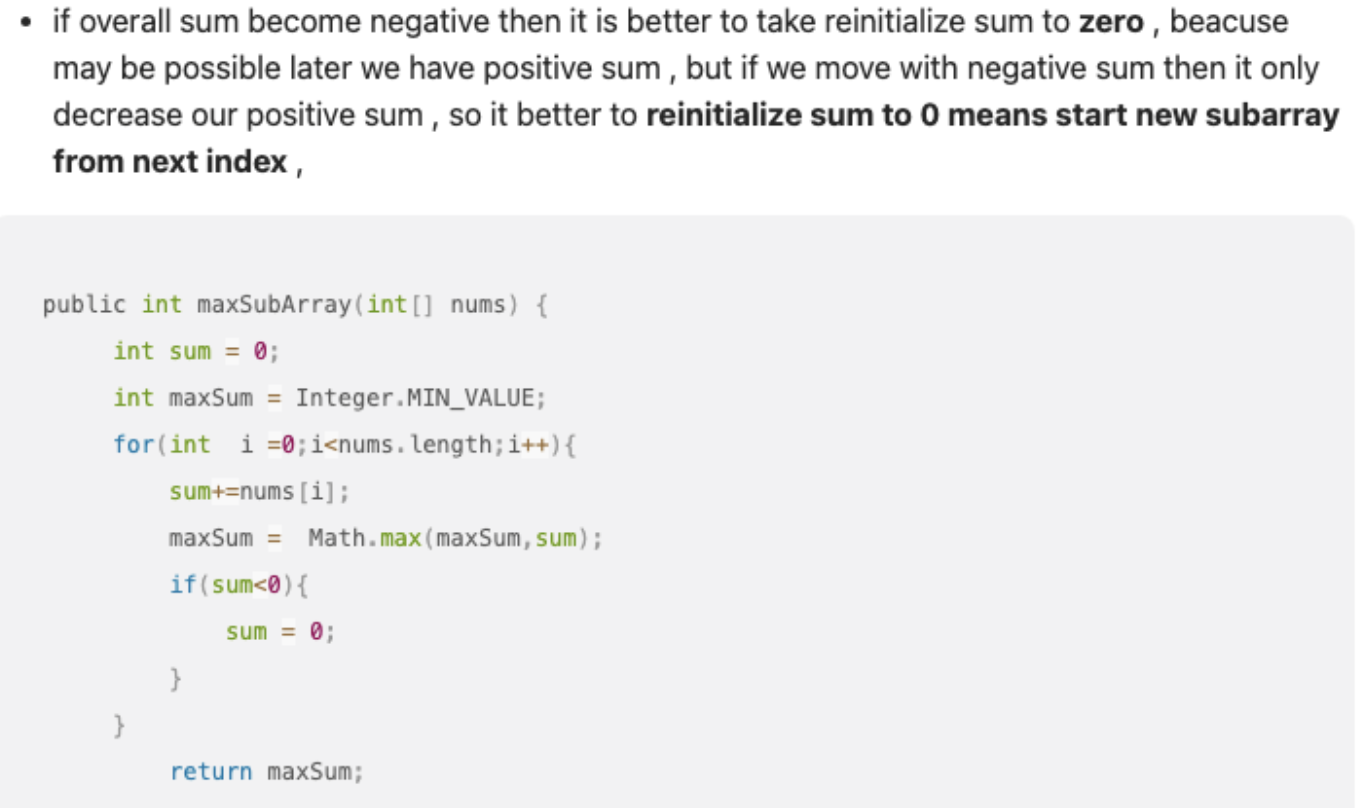 • if overall sum become negative then it is better to take reinitialize sum to zero , beacuse
may be possible later we have positive sum , but if we move with negative sum then it only
decrease our positive sum , so it better to reinitialize sum to 0 means start new subarray
from next index ,
public int maxSubArray(int[] nums) {
int sum = 0;
int maxSum = Integer.MIN_VALUE;
for(int  i =0;i<nums.length;i++){
sum+=nums[i];
maxSum =  Math.max(maxSum,sum);
if(sum<0){
sum = 0;
}
}
return maxSum;